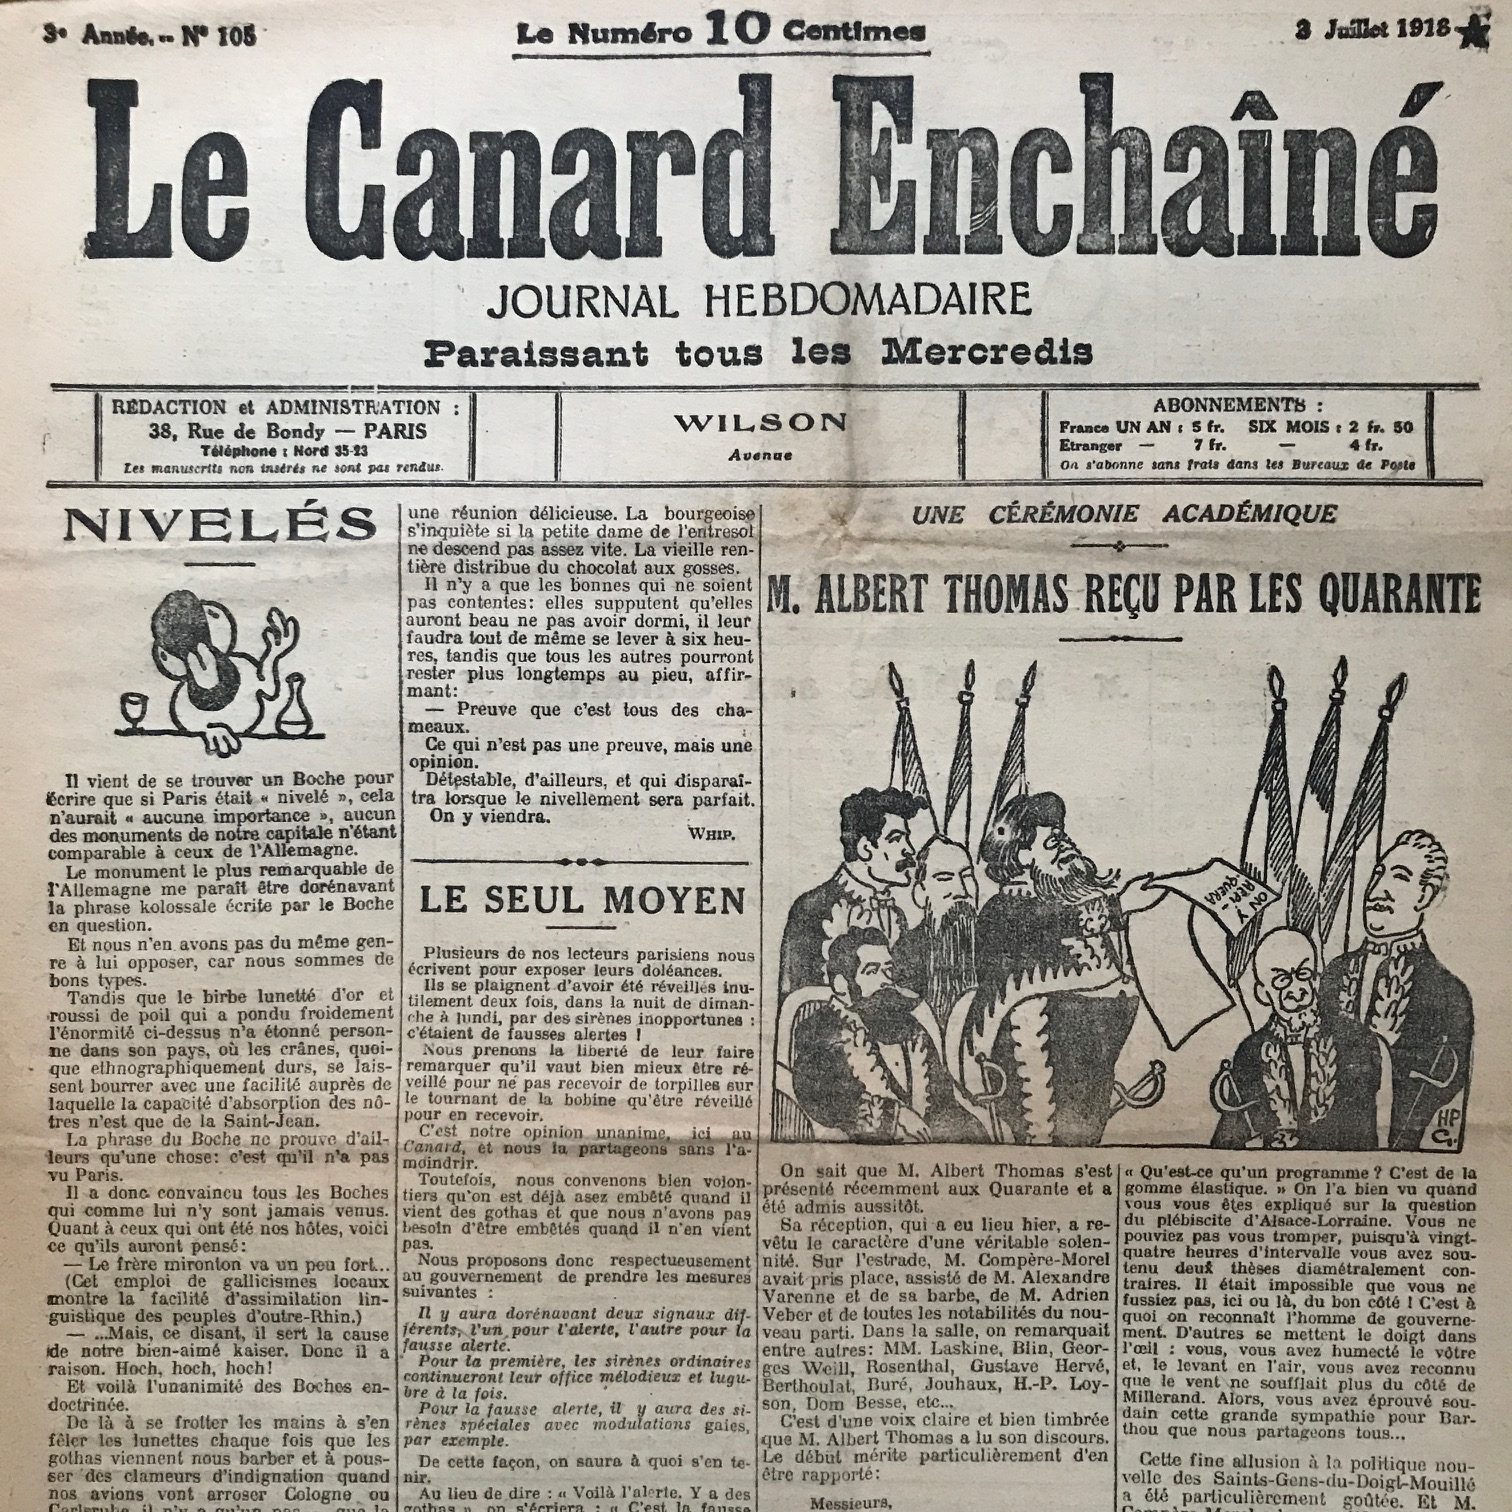 3e Année. -- No 105
Le Numéro 10 Centimes
3 Juillet 1918
Le Canard Enchaîné
JOURNAL HEBDOMADAIRE
Paraissant tous les Mercredis
RÉDACTION et ADMINISTRATION :
38, Rue de Bondy — PARIS
Téléphone : Nord 35-23
Les manuscrits non insérés ne sont pas rendus.
WILSON
Avenue
ABONNEMENTS :
France UN AN : 5 fr. SIX MOIS : 2 fr. 50
Etranger — 7 fr. — 4 fr.
On s'abonne sans frais dans les Bureaux de Poste
NIVELÉS
Il vient de se trouver un Boche pour
écrire que si Paris était « nivelé », cela
n'aurait « aucune importance », aucun
des monuments de notre capitale n'étant
comparable à ceux de l'Allemagne.
Le monument le plus remarquable de
l'Allemagne me paraît être dorénavant
la phrase kolossale écrite par le Boche
en question.
Et nous n'en avons pas du même gen-
re à lui opposer, car nous sommes de
bons types.
Tandis que le birbe lunetté d'or et
roussi de poil qui a pondu froidement
l'énormité ci-dessus n'a étonné person-
ne dans son pays, où les crânes, quoi-
que ethnographiquement durs, se lais-
sent bourrer avec une facilité auprès de
laquelle la capacité d'absorption des nô-
tres n'est que de la Saint-Jean.
La phrase du Boche ne prouve d'ail-
leurs qu'une chose: c'est qu'il n'a pas
vu Paris.
Il a donc convaincu tous les Boches
qui comme lui n'y sont jamais venus.
Quant à ceux qui ont été nos hôtes, voici
ce qu'ils auront pensé:
— Le frère mironton va un peu fort...
(Cet emploi de gallicismes locaux
montre la facilité d'assimilation lin-
guistique des peuples d'outre-Rhin.)
— ...Mais, ce disant, il sert la cause
de notre bien-aimé kaiser. Donc il a
raison. Hoch, hoch, hoch!
Et voilà l'unanimité des Boches en-
doctrinée.
De là à se frotter les mains à s'en
fêler les lunettes chaque fois que les
gothas viennent nous barber et à pous-
ser des clameurs d'indignation quand
nos avions vont arroser Cologne ou
Carlsruhe, il n'y a qu'un pas
une réunion délicieuse. La bourgeoise
s'inquiète si la petite dame de l'entresol
ne descend pas assez vite. La vieille ren-
tière distribue du chocolat aux gosses.
Il n'y a que les bonnes qui ne soient
pas contentes: elles supputent qu'elles
auront beau ne pas avoir dormi, il leur
faudra tout de même se lever à six heu-
res, tandis que tous les autres pourront
rester plus longtemps au pieu, affir-
mant:
— Preuve que c'est tous des cha-
meaux.
Ce qui n'est pas une preuve, mais une
opinion.
Détestable, d'ailleurs, et qui disparaî-
tra lorsque le nivellement sera parfait.
On y viendra.
WHIP.
LE SEUL MOYEN
Plusieurs de nos lecteurs parisiens nous
écrivent pour exposer leurs doléances.
Ils se plaignent d'avoir été réveillés inu-
tilement deux fois, dans la nuit de diman-
che à lundi, par des sirènes inopportunes :
c'étaient de fausses alertes !
Nous prenons la liberté de leur faire
remarquer qu'il vaut bien mieux être ré-
veillé pour ne pas recevoir de torpilles sur
le tournant de la bobine qu'être réveillé
pour en recevoir.
C'est notre opinion unanime, ici au
Canard, et nous la partageons sans l'a-
moindrir.
Toutefois, nous convenons bien volon-
tiers qu'on est déjà asez embêté quand il
vient des gothas et que nous n'avons pas
besoin d'être embêtés quand il n'en vient
pas.
Nous proposons donc respectueusement
au gouvernement de prendre les mesures
suivantes :
Il y aura dorénavant deux signaux dif-
férents, l'un pour l'alerte, l'autre pour la
fausse alerte.
Pour la première, les sirènes ordinaires
continueront leur office mélodieux et lugu-
bre à la fois.
Pour la fausse alerte, il y aura des si-
rènes spéciales avec modulations gaies,
par exemple.
De cette façon, on saura à quoi s'en te-
nir.
Au lieu de dire : « Voilà l'alerte. Y a des
gothas », on s'écriera : « C'est la fausse
UNE CÉRÉMONIE ACADÉMIQUE
M. ALBERT THOMAS REÇU PAR LES QUARANTE
ON Y
RÉPLI-
QUERA
HP
G.
On sait que M. Albert Thomas s'est
présenté récemment aux Quarante et a
été admis aussitôt.
Sa réception, qui a eu lieu hier, a re-
vêtu le caractère d'une véritable solen-
nité. Sur l'estrade, M. Compère-Morel
avait pris place, assisté de M. Alexandre
Varenne et de sa barbe, de M. Adrien
Veber et de toutes les notabilités du nou-
veau parti. Dans la salle, on remarquait
entre autres: MM. Laskine, Blin, Geor-
ges Weill, Rosenthal, Gustave Hervé,
Berthoulat, Buré, Jouhaux, H.-P. Loy-
son, Dom Besse, etc...
C'est d'une voix claire et bien timbrée
que M. Albert Thomas a lu son discours.
Le début mérite particulièrement d'en
être rapporté:
Messieurs,
« Qu'est-ce qu'un programme ? C'est de la
gomme élastique. » On l'a bien vu quand
vous vous êtes expliqué sur la question
du plébiscite d'Alsace-Lorraine. Vous ne
pouviez pas vous tromper, puisqu'à vingt-
quatre heures d'intervalle vous avez sou-
tenu deux thèses diamétralement con-
traires. Il était impossible que vous ne
fussiez pas, ici ou là, du bon côté ! C'est à
quoi on reconnaît l'homme de gouverne-
ment. D'autres se mettent le doigt dans
l'œil : vous, vous avez humecté le vôtre
et, le levant en l'air, vous avez reconnu
que le vent ne soufflait plus du côté de
Millerand. Alors, vous avez éprouvé sou-
dain cette grande sympathie pour Bar-
thou que nous partageons tous...
Cette fine allusion à la politique nou-
velle des Saints-Gens-du-Doigt-Mouillé
a été particulièrement goûtée. Et M.